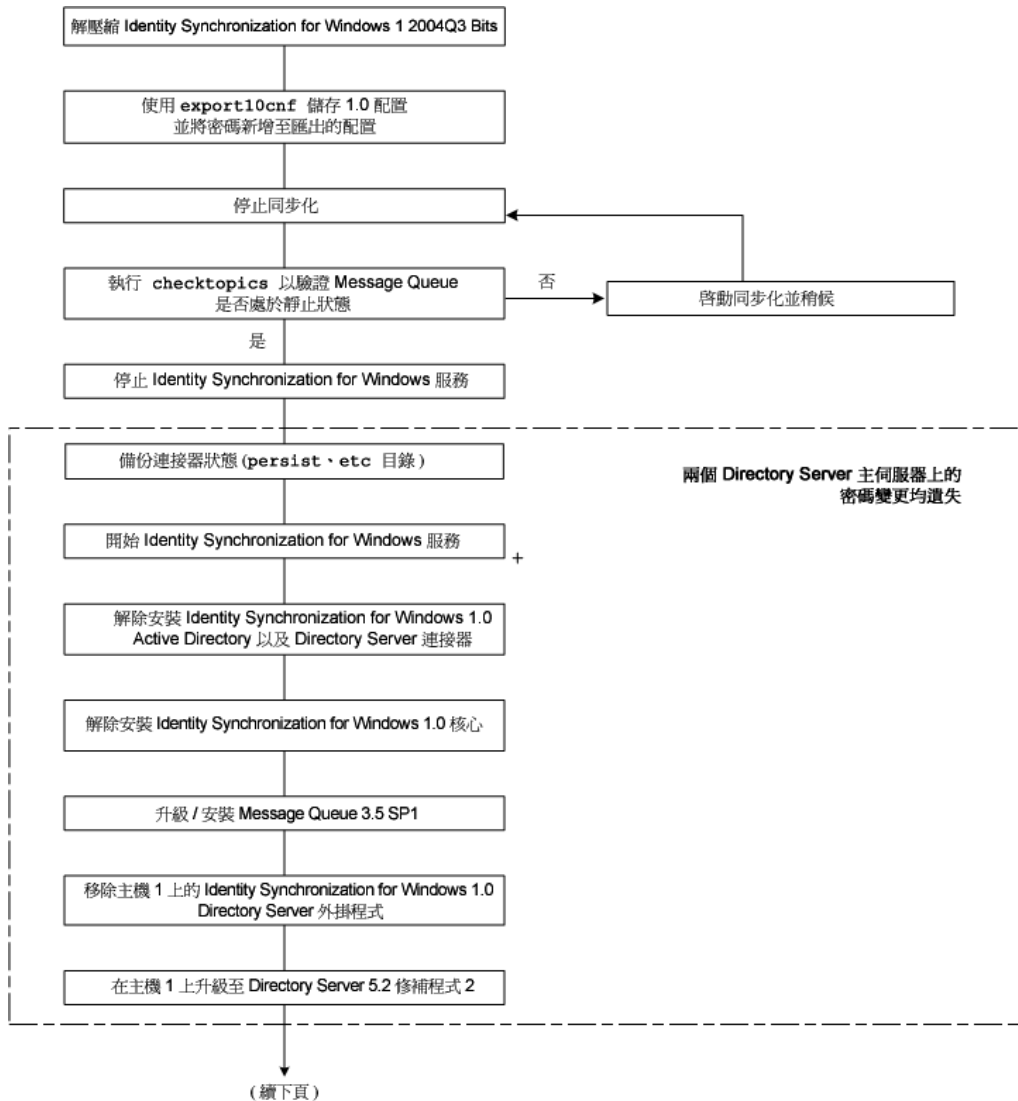 解壓縮 Identity Synchronization for Windows 1 2004Q3 Bits
使用 export10cnf 儲存 1.0 配置
並將密碼新增至匯出的配置
停止同步化
執行 checktopics 以驗證 Message Queue
是否處於靜止狀態
否
啓動同步化並稍候
是
停止 Identity Synchronization for Windows 服務
備份連接器狀態 (persist、etc 目錄)
兩個 Directory Server 主伺服器上的
密碼變更均遺失
開始 Identity Synchronization for Windows 服務
+
解除安裝 Identity Synchronization for Windows 1.0
Active Directory 以及 Directory Server 連接器
解除安裝 Identity Synchronization for Windows 1.0 核心
升級 / 安裝 Message Queue 3.5 SP1
移除主機 1 上的 Identity Synchronization for Windows 1.0
Directory Server 外掛程式
在主機 1 上升級至 Directory Server 5.2 修補程式 2
(續下頁)